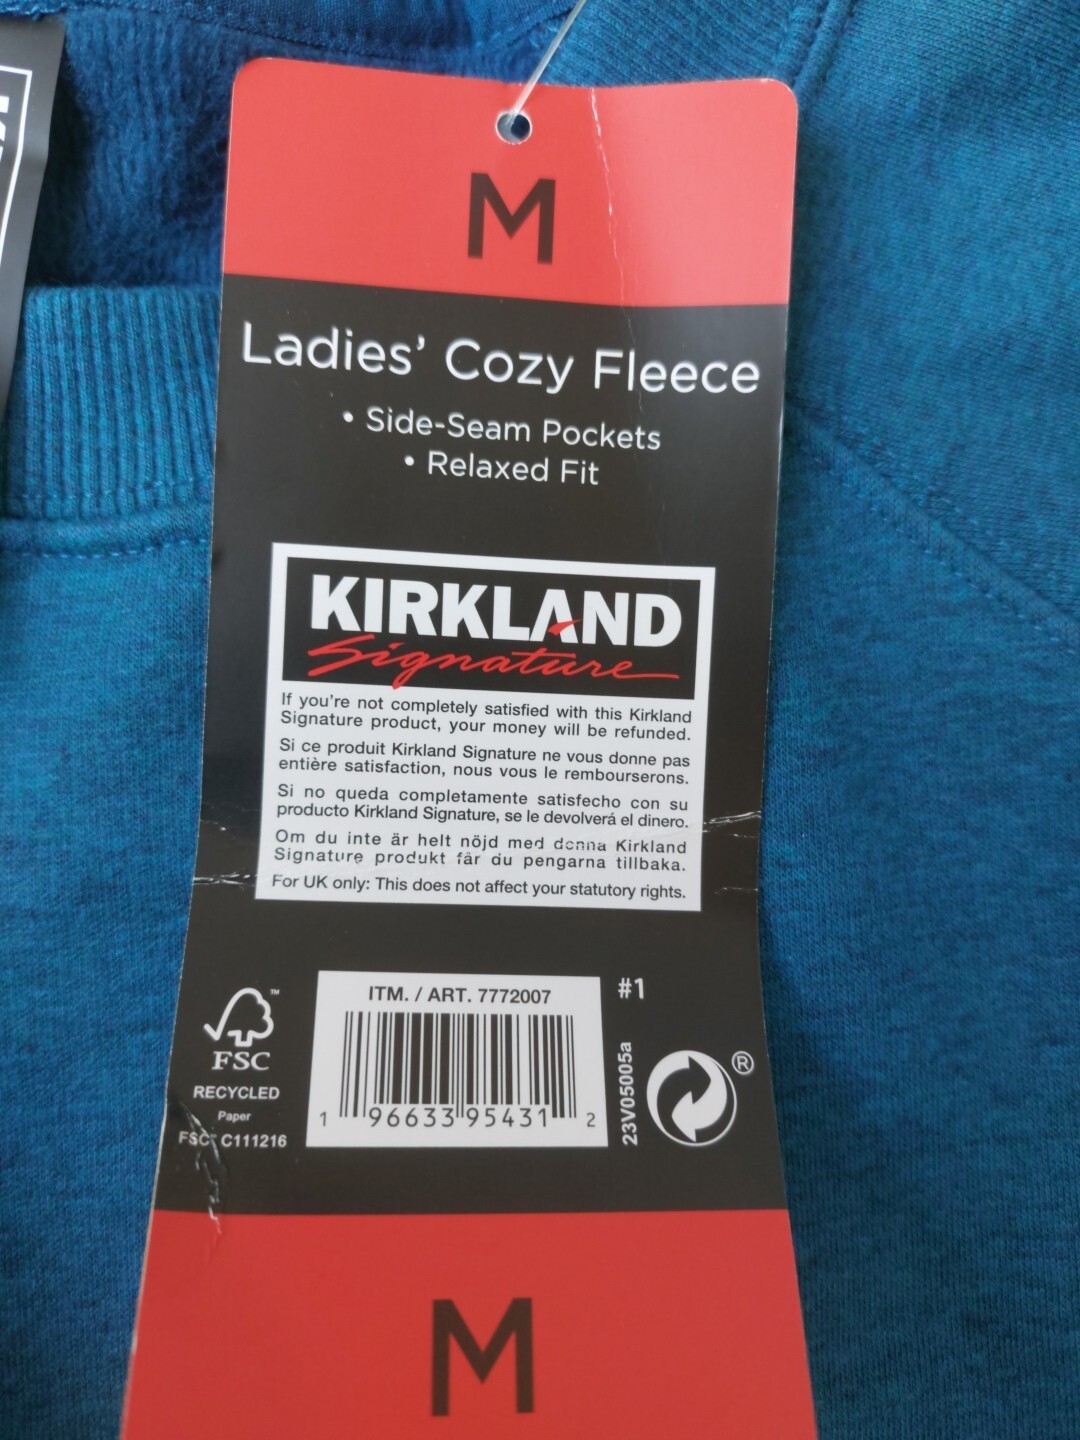 M
Ladies' Cozy Fleece
• Side-Seam Pockets
• Relaxed Fit
KIRKLAND
Signature
If you're not completely satisfied with this Kirkland
Signature product, your money will be refunded.
Si ce produit Kirkland Signature ne vous donne pas
entière satisfaction, nous vous le rembourserons.
Si no queda completamente satisfecho con su
producto Kirkland Signature, se le devolverá el dinero.
Om du inte är helt nöjd med denna Kirkland
Signature produkt får du pengarna tillbaka.
For UK only: This does not affect your statutory rights.
FSC™
RECYCLED
Paper
FSC® C111216
ITM. / ART. 7772007
1 96633 95431 2
#1
23V05005a
®
M